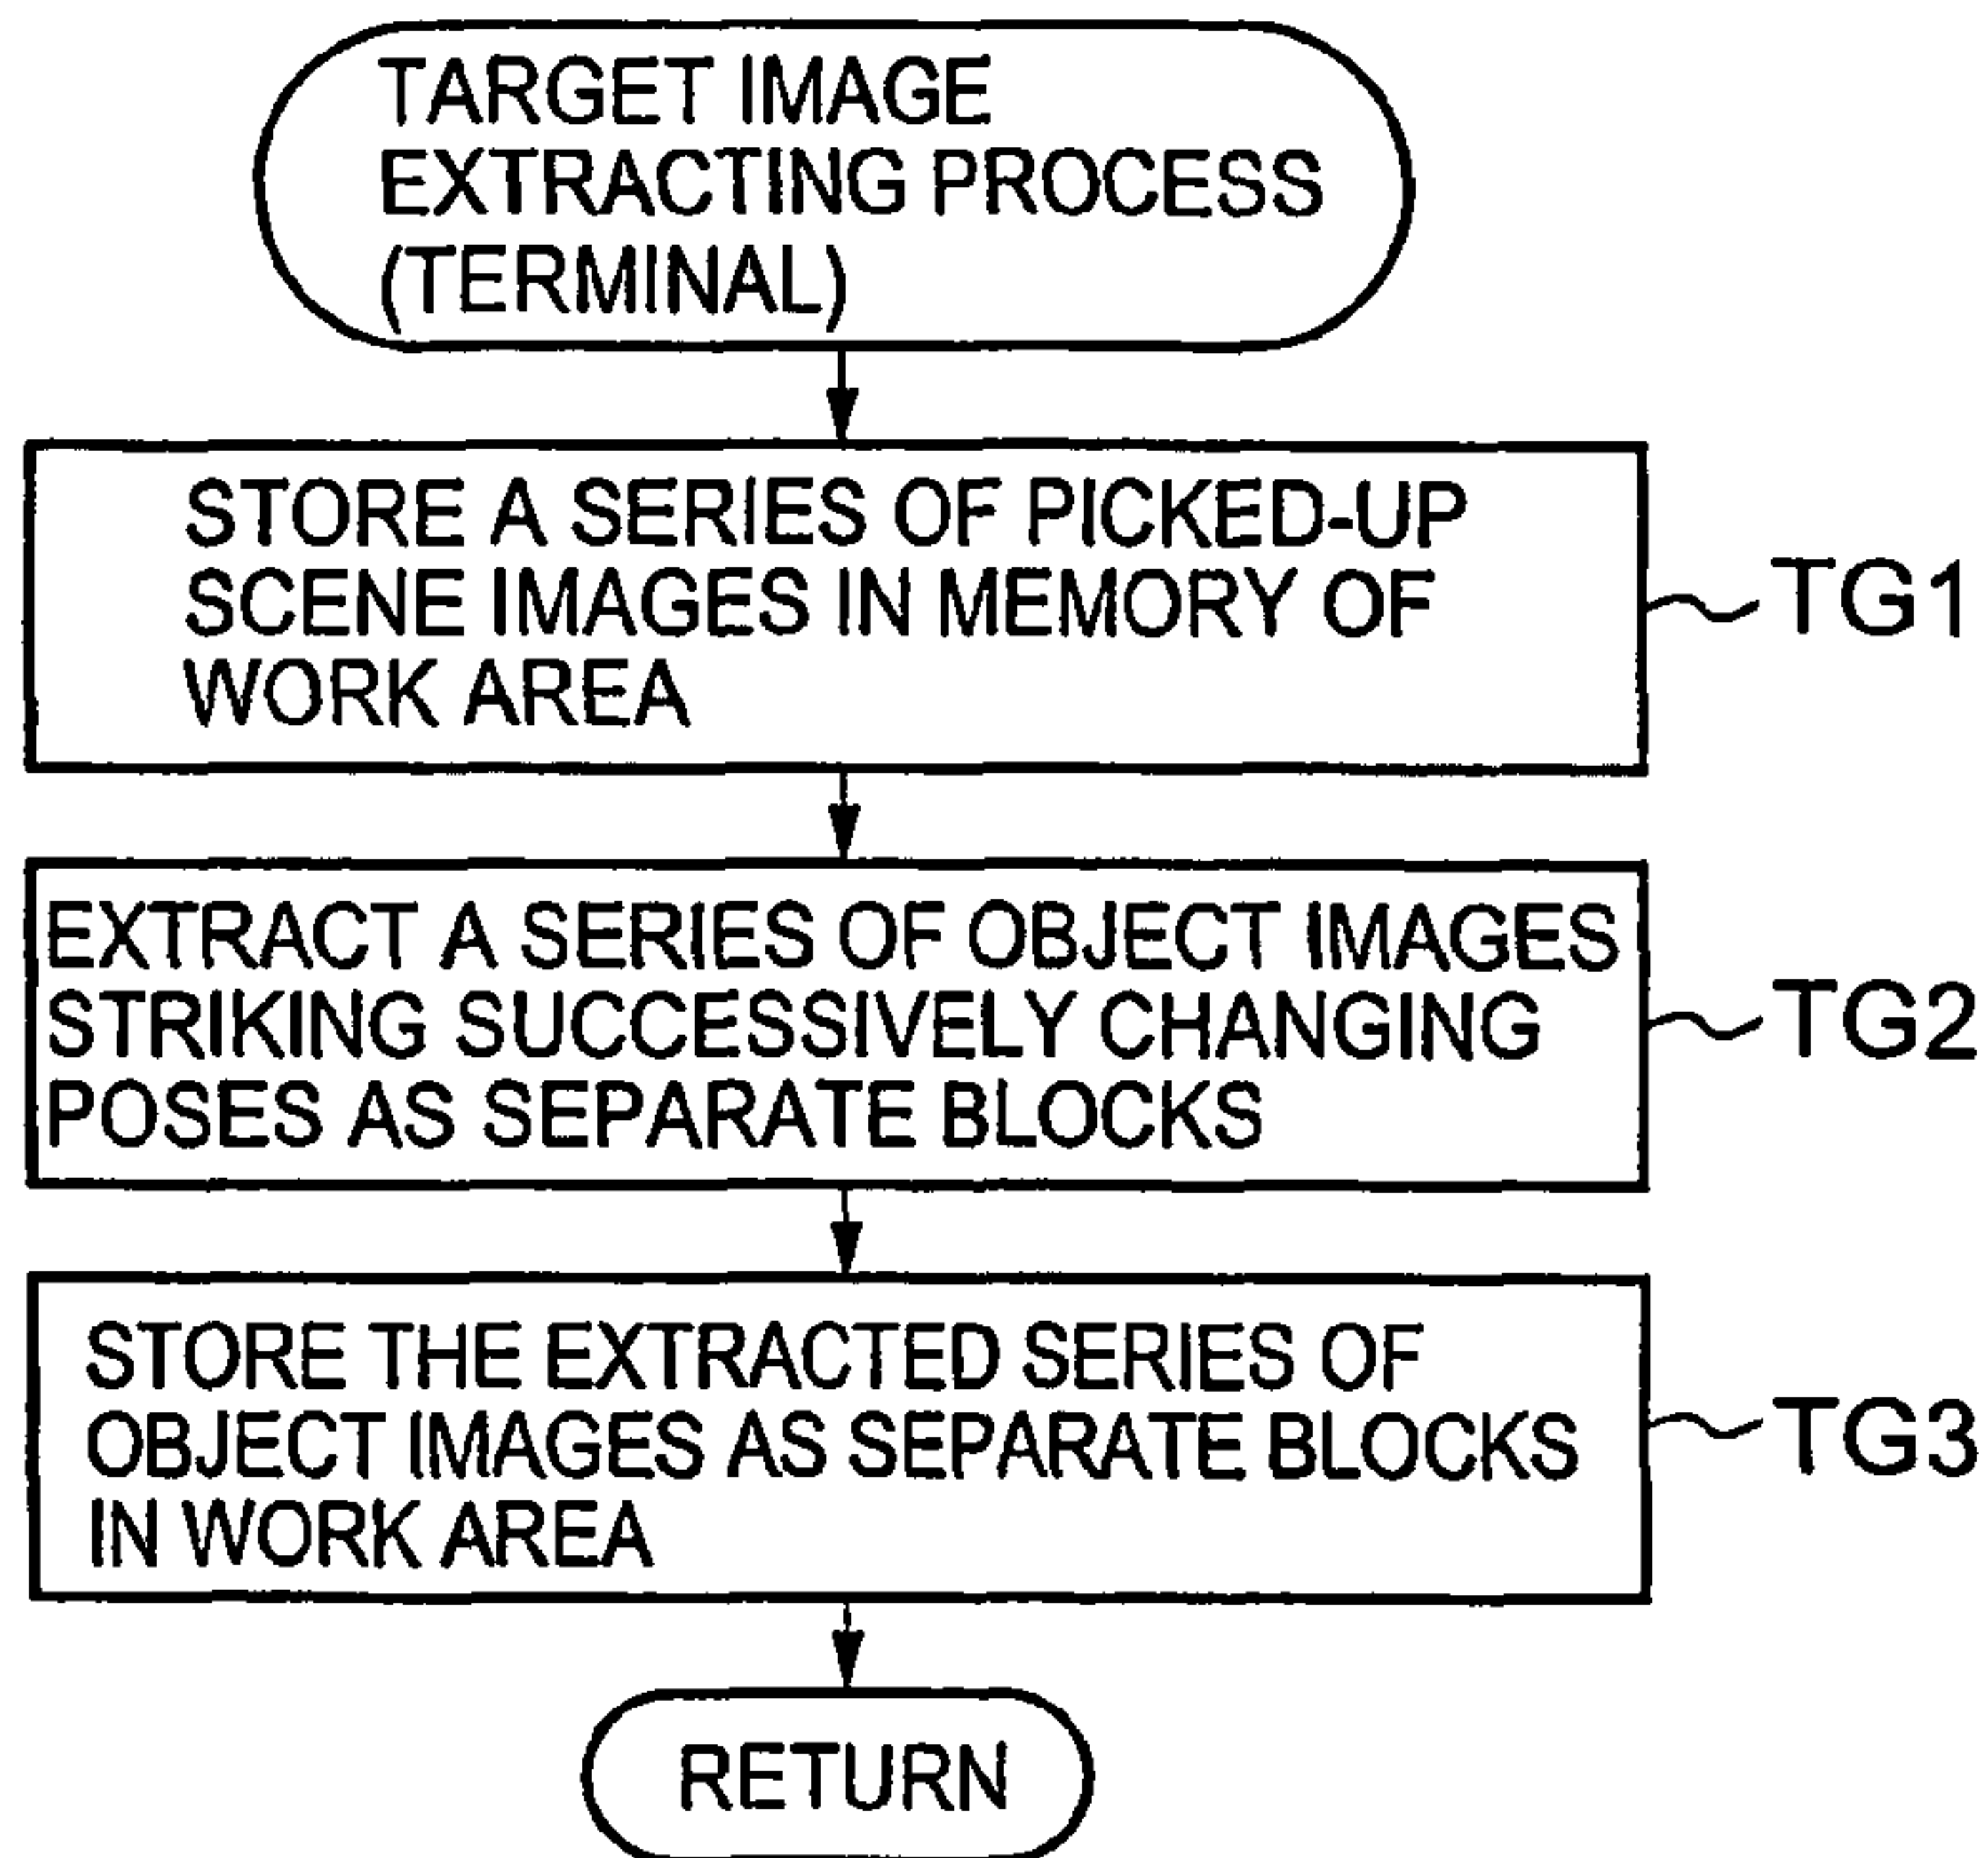 TARGET IMAGE
EXTRACTING PROCESS
(TERMINAL)
STORE A SERIES OF PICKED-UP
SCENE IMAGES IN MEMORY OF
WORK AREA
TG1
EXTRACT A SERIES OF OBJECT IMAGES
STRIKING SUCCESSIVELY CHANGING
POSES AS SEPARATE BLOCKS
TG2
STORE THE EXTRACTED SERIES OF
OBJECT IMAGES AS SEPARATE BLOCKS
IN WORK AREA
TG3
RETURN